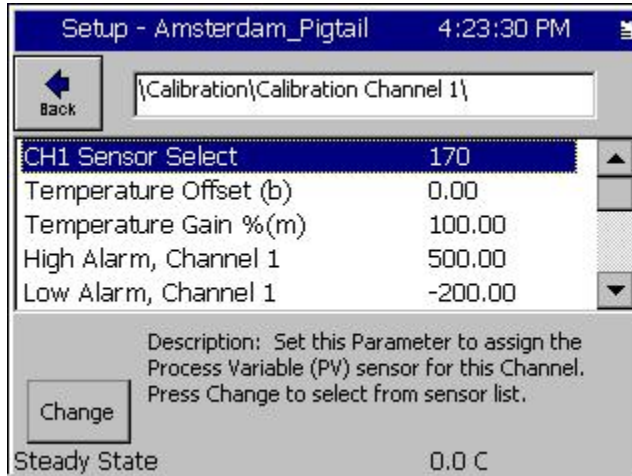 Setup - Amsterdam_Pigtail 4:23:30 PM
Back
\Calibration\Calibration Channel 1\
CH1 Sensor Select 170
Temperature Offset (b) 0.00
Temperature Gain %(m) 100.00
High Alarm, Channel 1 500.00
Low Alarm, Channel 1 -200.00
Description: Set this Parameter to assign the
Process Variable (PV) sensor for this Channel.
Press Change to select from sensor list.
Change
Steady State 0.0 C